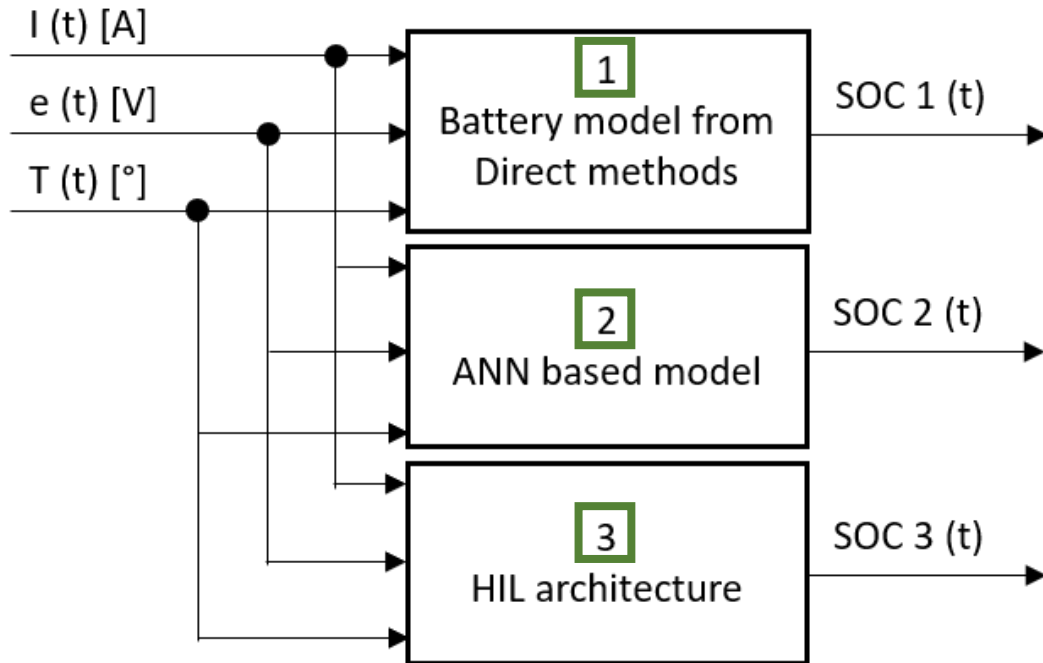 I (t) [A]
e (t) [V]
T (t) [°]
1
Battery model from
Direct methods
SOC 1 (t)
2
ANN based model
SOC 2 (t)
3
HIL architecture
SOC 3 (t)